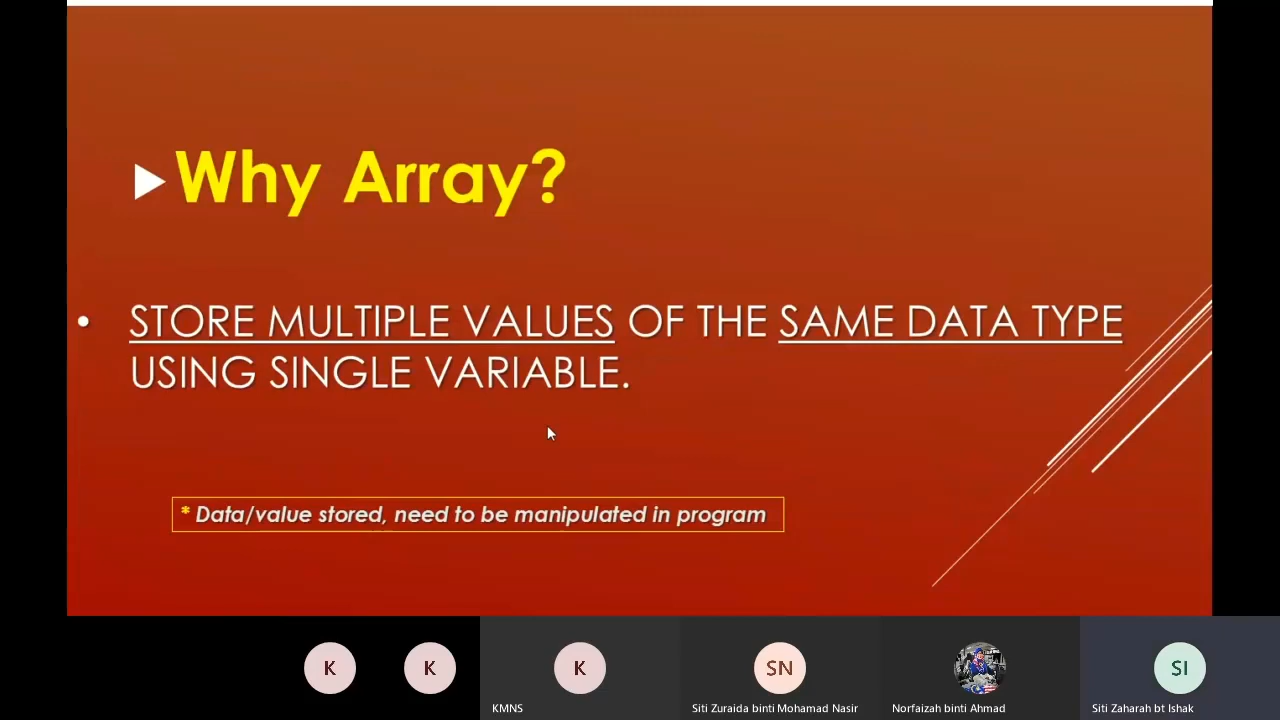 Why Array?
• STORE MULTIPLE VALUES OF THE SAME DATA TYPE
USING SINGLE VARIABLE.
* Data/value stored, need to be manipulated in program
K
K
K
SN
SI
KMNS
Siti Zuraida binti Mohamad Nasir
Norfaizah binti Ahmad
Siti Zaharah bt Ishak